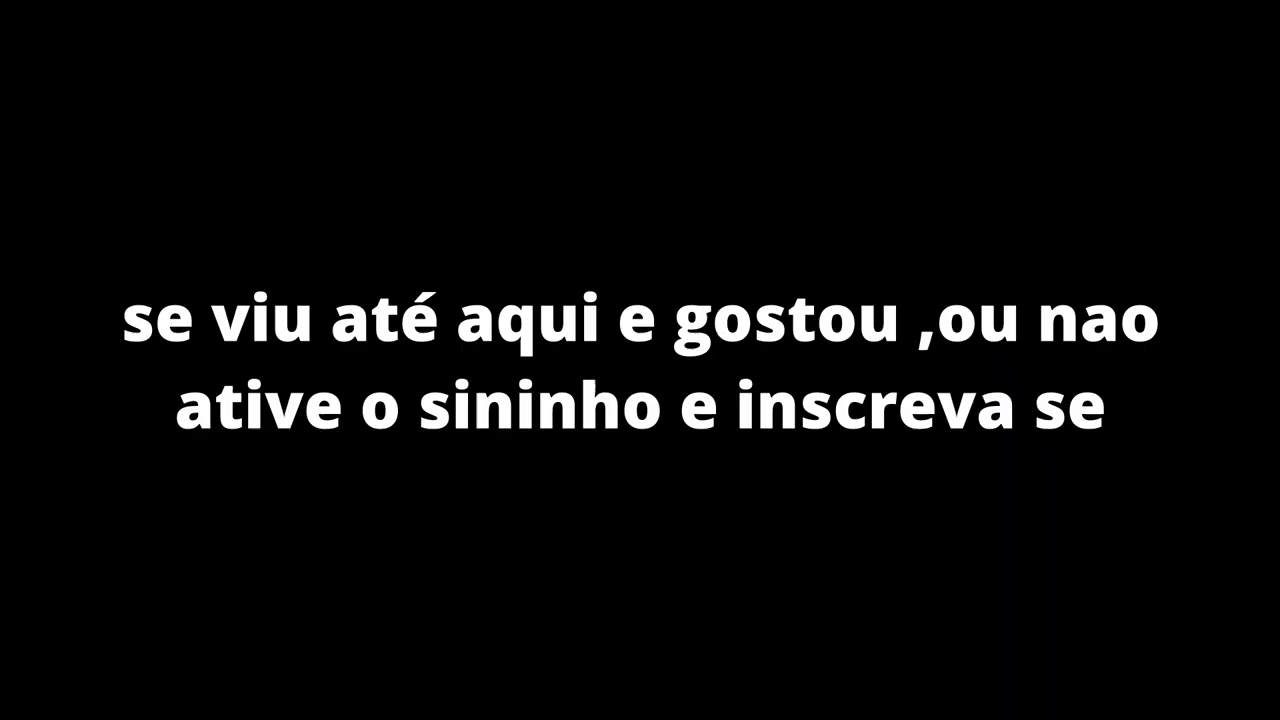 se viu até aqui e gostou ,ou nao
ative o sininho e inscreva se